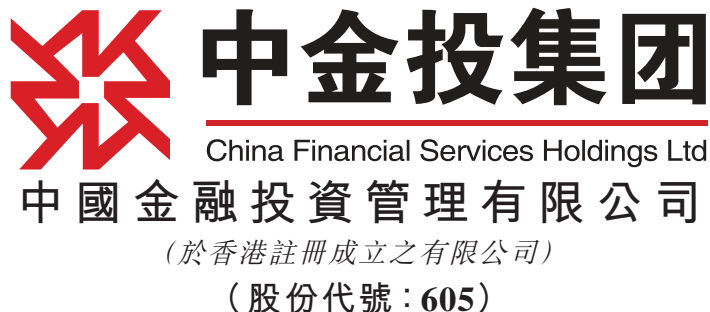 中金投集团
China Financial Services Holdings Ltd
中國金融投資管理有限公司
(於香港註冊成立之有限公司)
(股份代號：605)